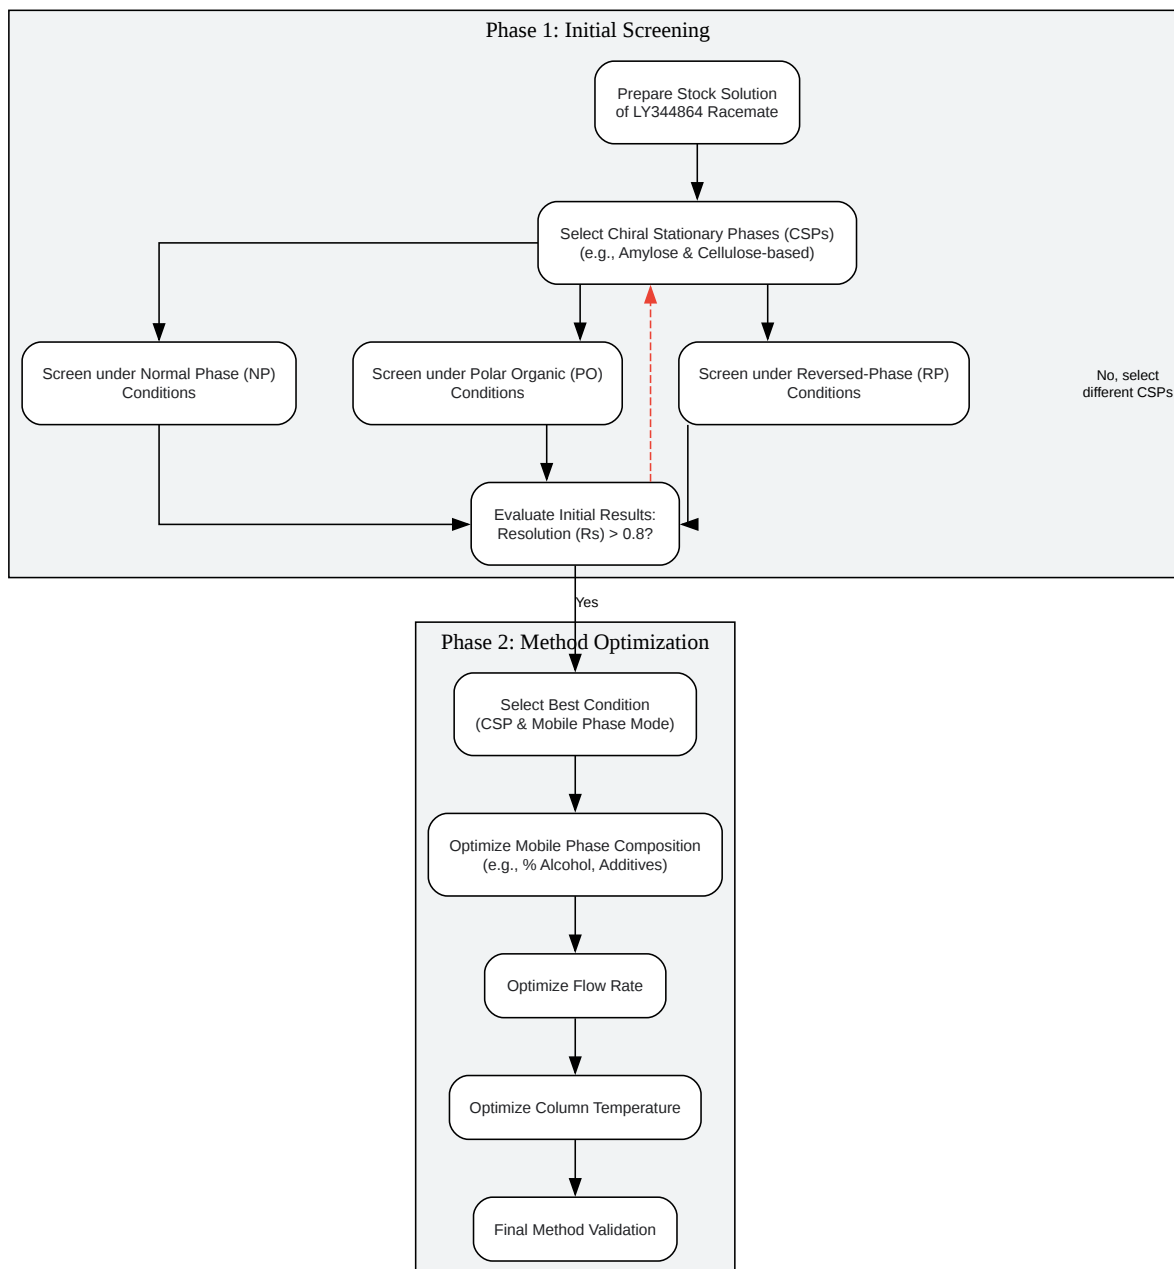 Phase 1: Initial Screening
Prepare Stock Solution
of LY344864 Racemate
Select Chiral Stationary Phases (CSPs)
(e.g., Amylose & Cellulose-based)
Screen under Normal Phase (NP)
Conditions
Screen under Polar Organic (PO)
Conditions
Screen under Reversed-Phase (RP)
Conditions
No, select
different CSPs
Evaluate Initial Results:
Resolution (Rs) > 0.8?
Yes
Phase 2: Method Optimization
Select Best Condition
(CSP & Mobile Phase Mode)
Optimize Mobile Phase Composition
(e.g., % Alcohol, Additives)
Optimize Flow Rate
Optimize Column Temperature
Final Method Validation